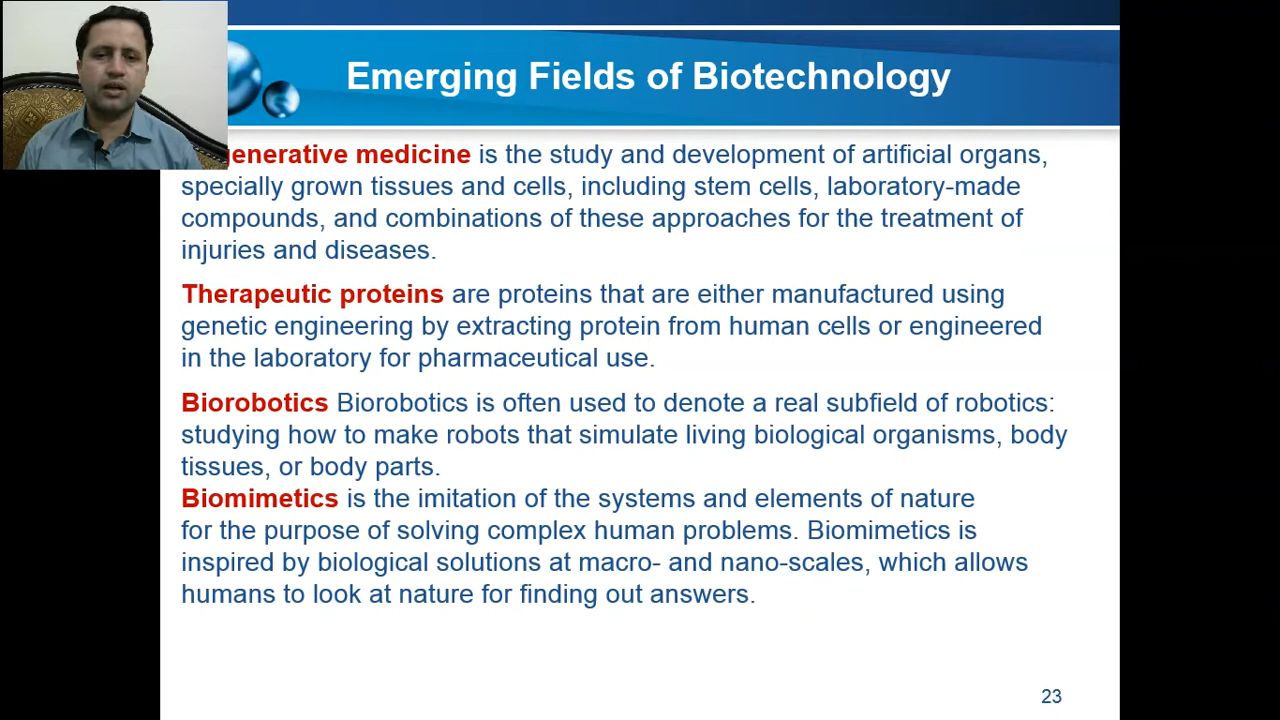 Emerging Fields of Biotechnology
generative medicine is the study and development of artificial organs,
specially grown tissues and cells, including stem cells, laboratory-made
compounds, and combinations of these approaches for the treatment of
injuries and diseases.
Therapeutic proteins are proteins that are either manufactured using
genetic engineering by extracting protein from human cells or engineered
in the laboratory for pharmaceutical use.
Biorobotics Biorobotics is often used to denote a real subfield of robotics:
studying how to make robots that simulate living biological organisms, body
tissues, or body parts.
Biomimetics is the imitation of the systems and elements of nature
for the purpose of solving complex human problems. Biomimetics is
inspired by biological solutions at macro- and nano-scales, which allows
humans to look at nature for finding out answers.
23